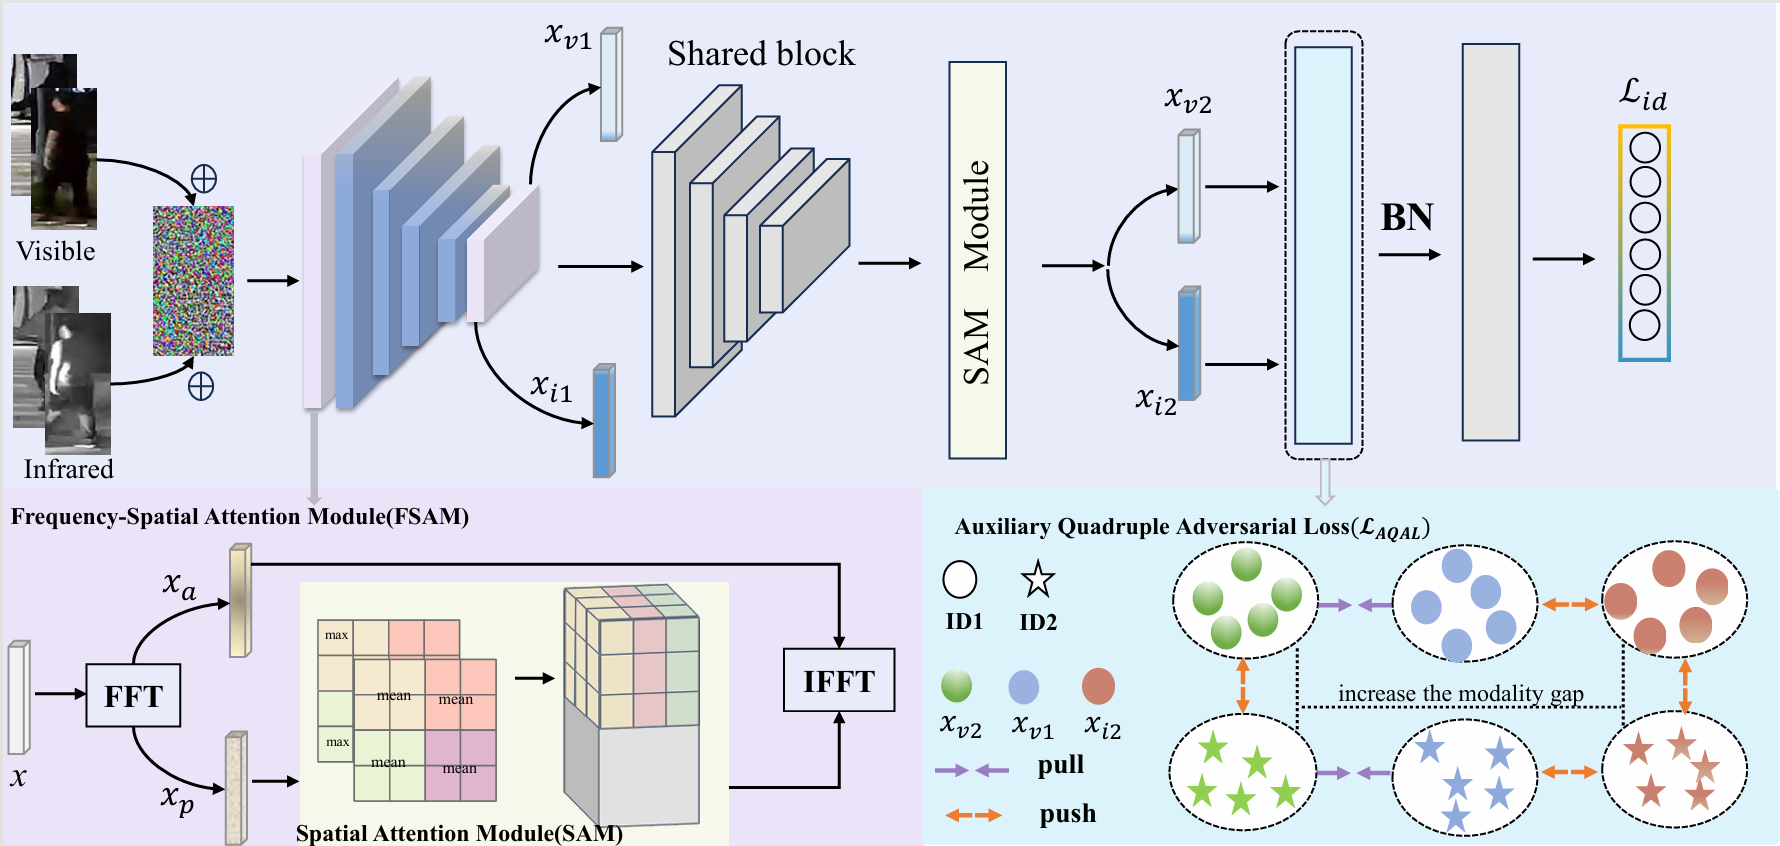 Visible
Infrared
⊕
⊕
x_{v1}
x_{i1}
Shared block
SAM Module
x_{v2}
x_{i2}
BN
ℒ_{id}
Frequency-Spatial Attention Module(FSAM)
x
FFT
x_a
x_p
max
mean
mean
max
mean
mean
Spatial Attention Module(SAM)
IFFT
Auxiliary Quadruple Adversarial Loss(ℒ_{AQAL})
ID1
ID2
x_{v2}
x_{v1}
x_{i2}
pull
push
increase the modality gap